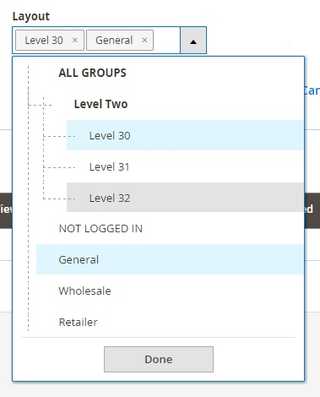 Layout
Level 30 × General ×
ALL GROUPS
Level Two
Level 30
Level 31
Level 32
NOT LOGGED IN
General
Wholesale
Retailer
Done